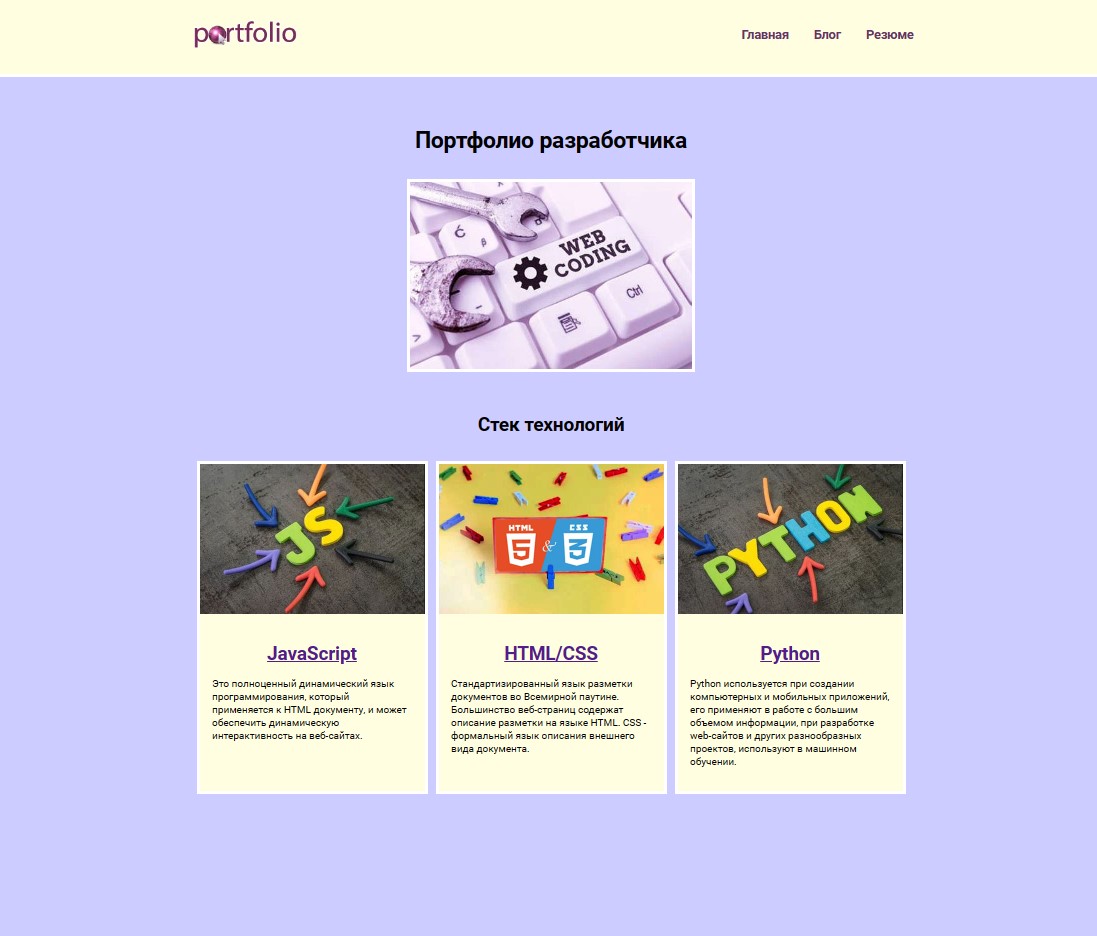 portfolio
Главная Блог Резюме
Портфолио разработчика
Ć
β
WEB
CODING
Ctrl
Стек технологий
JS
HTML CSS
5 & 3
PYTHON
JavaScript
Это полноценный динамический язык
программирования, который
применяется к HTML документу, и может
обеспечить динамическую
интерактивность на веб-сайтах.
HTML/CSS
Стандартизированный язык разметки
документов во Всемирной паутине.
Большинство веб-страниц содержат
описание разметки на языке HTML. CSS -
формальный язык описания внешнего
вида документа.
Python
Python используется при создании
компьютерных и мобильных приложений,
его применяют в работе с большим
объемом информации, при разработке
web-сайтов и других разнообразных
проектов, используют в машинном
обучении.